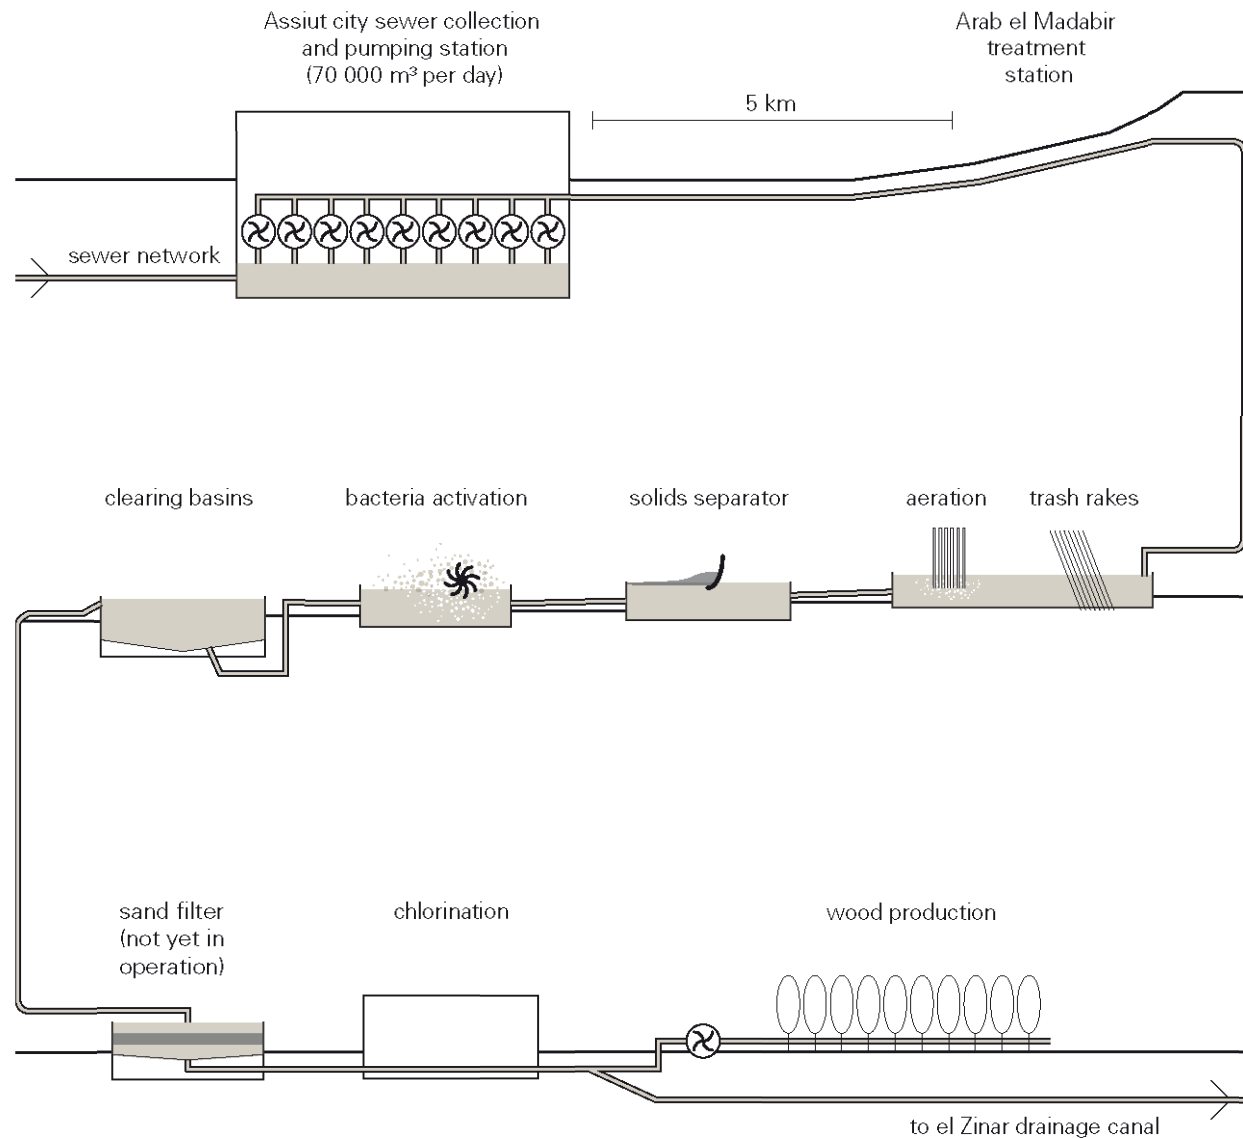 Assiut city sewer collection
and pumping station
(70 000 m³ per day)
Arab el Madabir
treatment
station
5 km
sewer network
clearing basins
bacteria activation
solids separator
aeration
trash rakes
sand filter
(not yet in
operation)
chlorination
wood production
to el Zinar drainage canal